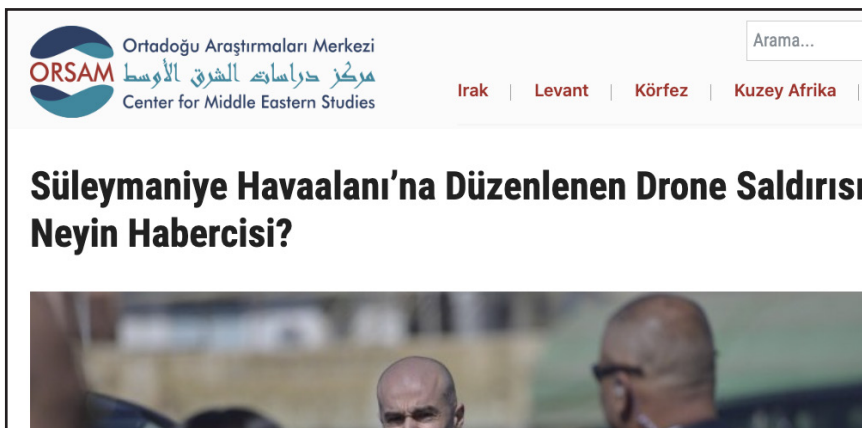 Ortadoğu Araştırmaları Merkezi
ORSAM
مركز دراسات الشرق الأوسط
Center for Middle Eastern Studies
Arama...
Irak | Levant | Körfez | Kuzey Afrika |
Süleymaniye Havaalanı’na Düzenlenen Drone Saldırısı
Neyin Habercisi?